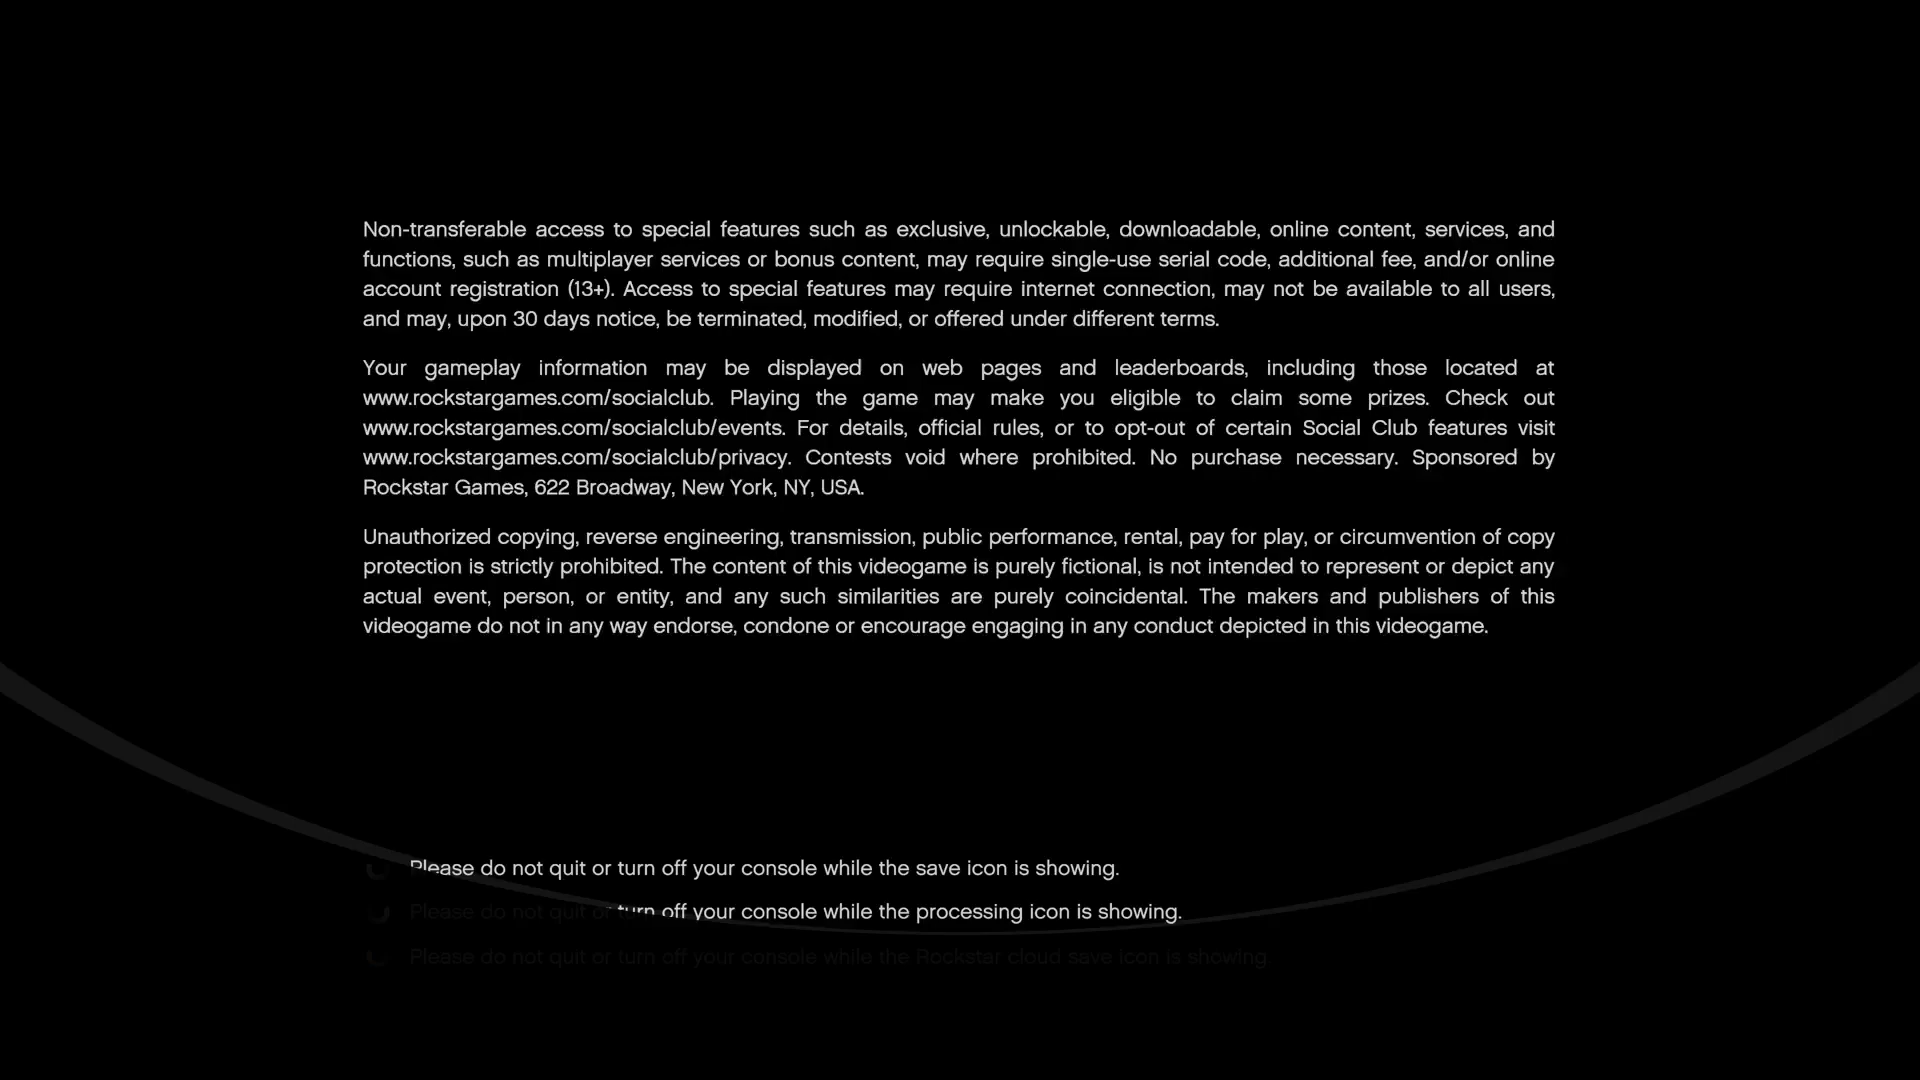 Non-transferable access to special features such as exclusive, unlockable, downloadable, online content, services, and
functions, such as multiplayer services or bonus content, may require single-use serial code, additional fee, and/or online
account registration (13+). Access to special features may require internet connection, may not be available to all users,
and may, upon 30 days notice, be terminated, modified, or offered under different terms.
Your gameplay information may be displayed on web pages and leaderboards, including those located at
www.rockstargames.com/socialclub. Playing the game may make you eligible to claim some prizes. Check out
www.rockstargames.com/socialclub/events. For details, official rules, or to opt-out of certain Social Club features visit
www.rockstargames.com/socialclub/privacy. Contests void where prohibited. No purchase necessary. Sponsored by
Rockstar Games, 622 Broadway, New York, NY, USA.
Unauthorized copying, reverse engineering, transmission, public performance, rental, pay for play, or circumvention of copy
protection is strictly prohibited. The content of this videogame is purely fictional, is not intended to represent or depict any
actual event, person, or entity, and any such similarities are purely coincidental. The makers and publishers of this
videogame do not in any way endorse, condone or encourage engaging in any conduct depicted in this videogame.
Please do not quit or turn off your console while the save icon is showing.
Please do not quit or turn off your console while the processing icon is showing.
Please do not quit or turn off your console while the Rockstar cloud save icon is showing.